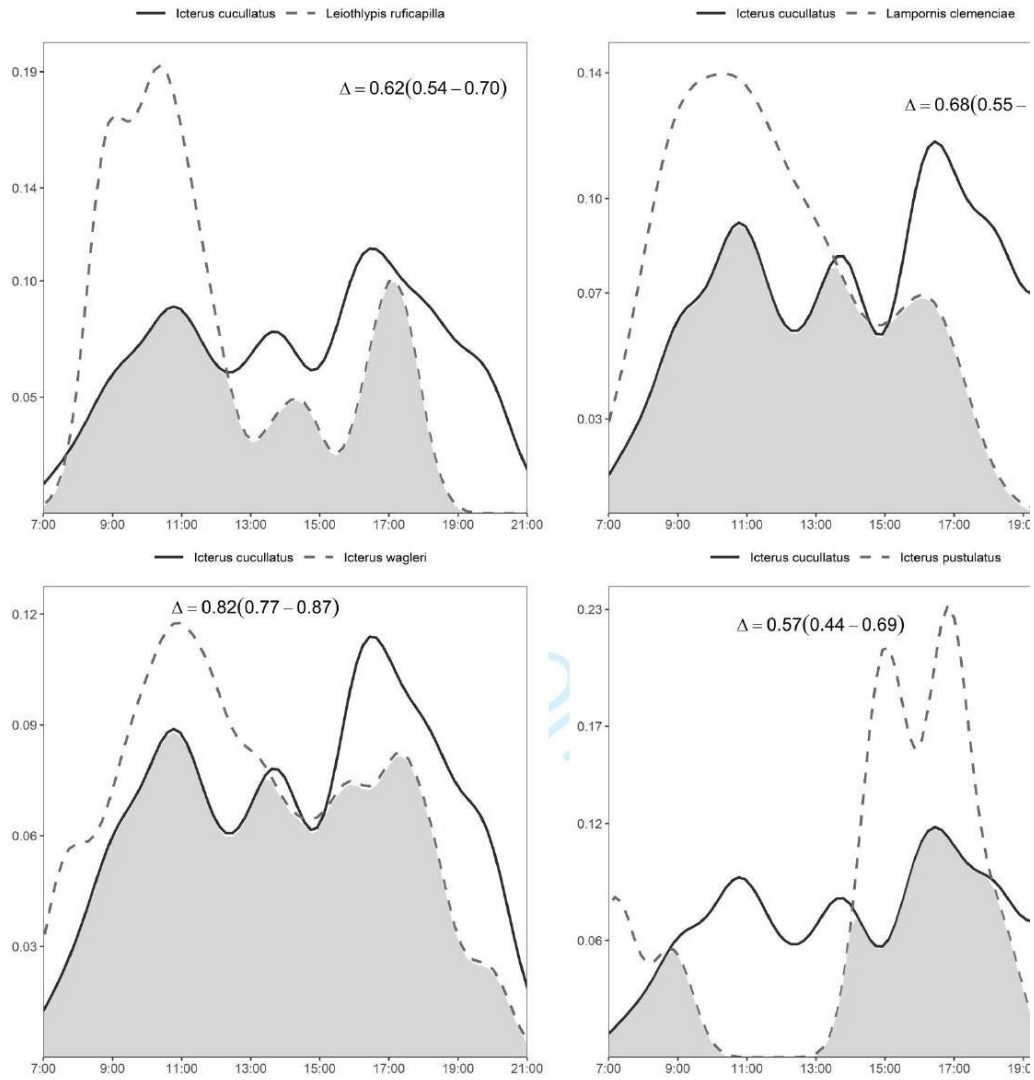 Icterus cucullatus Leiothlypis ruficapilla
Δ = 0.62(0.54 – 0.70)
0.19
0.14
0.10
0.05
7:00 9:00 11:00 13:00 15:00 17:00 19:00 21:00
Icterus cucullatus Lampornis clemenciae
Δ = 0.68(0.55 –
0.14
0.10
0.07
0.03
7:00 9:00 11:00 13:00 15:00 17:00 19:00
Icterus cucullatus Icterus wagleri
Δ = 0.82(0.77 – 0.87)
0.12
0.09
0.06
0.03
7:00 9:00 11:00 13:00 15:00 17:00 19:00 21:00
Icterus cucullatus Icterus pustulatus
Δ = 0.57(0.44 – 0.69)
0.23
0.17
0.12
0.06
7:00 9:00 11:00 13:00 15:00 17:00 19:00